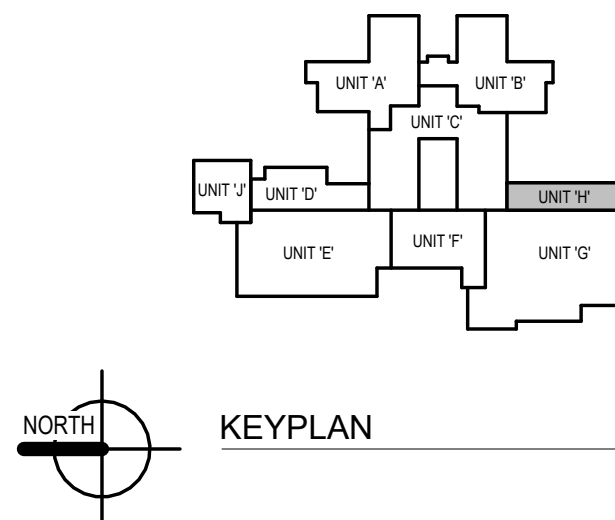 UNIT 'A'
UNIT 'B'
UNIT 'C'
UNIT 'J'
UNIT 'D'
UNIT 'H'
UNIT 'E'
UNIT 'F'
UNIT 'G'
NORTH
KEYPLAN